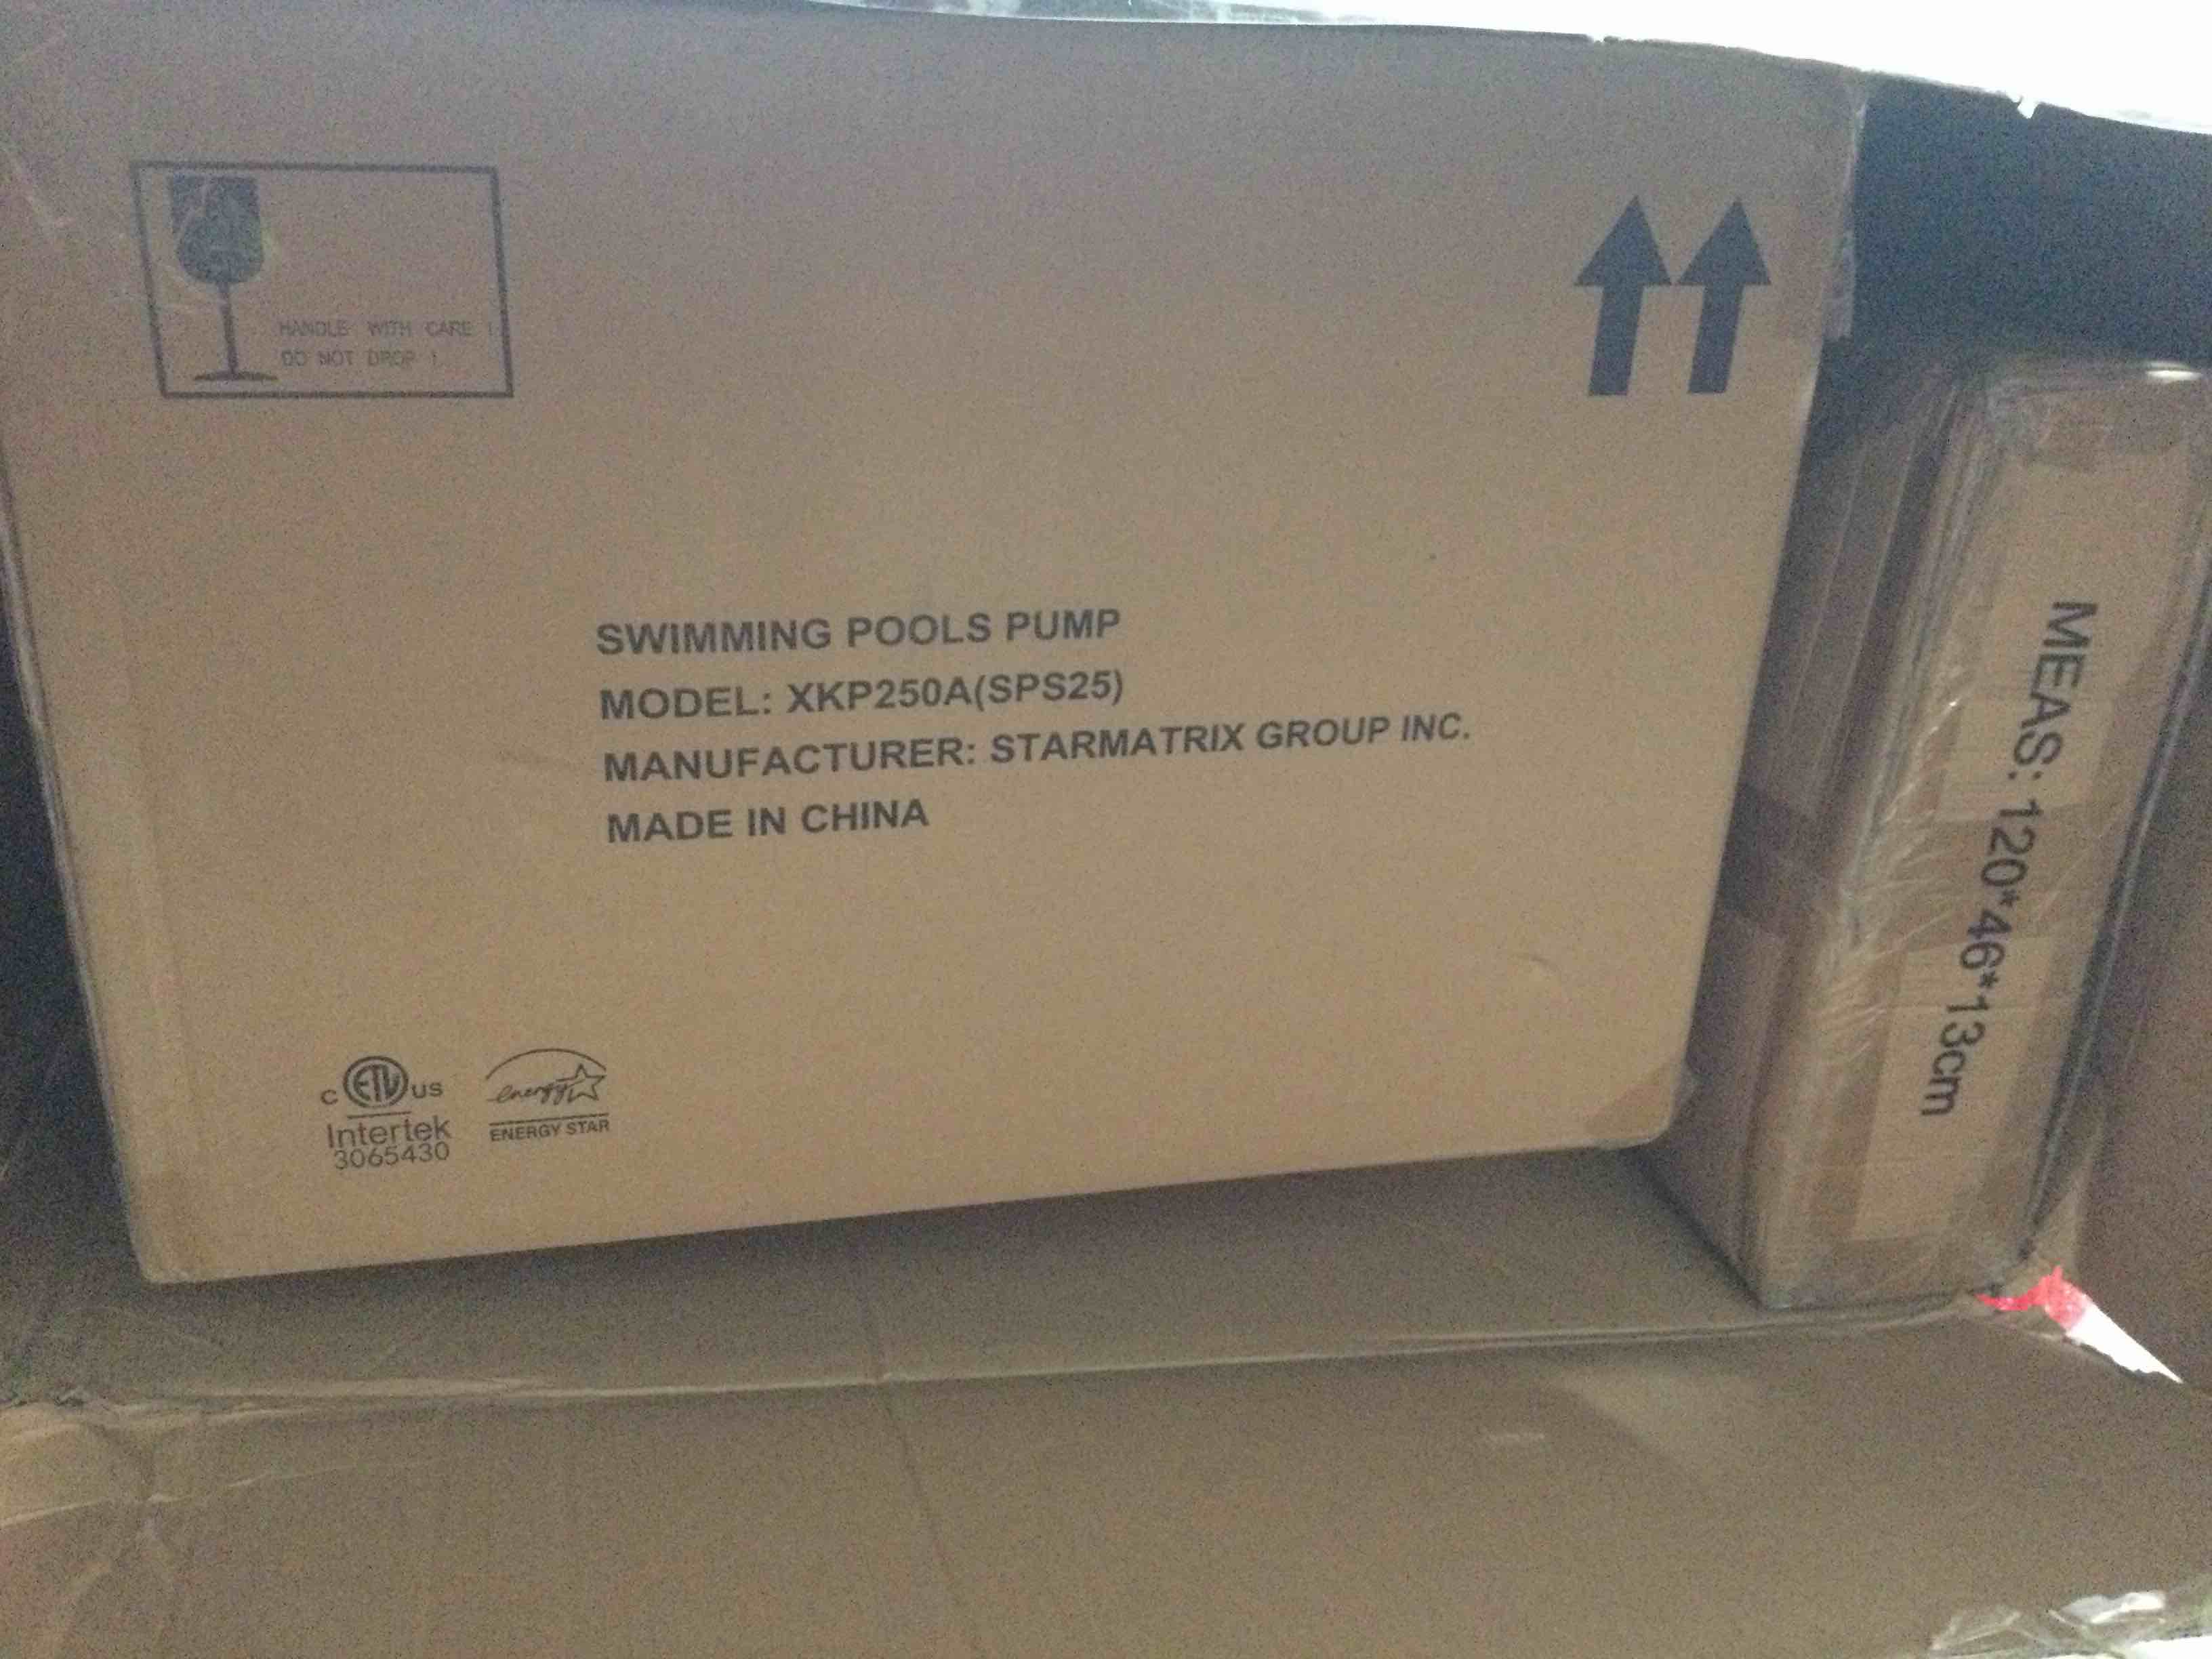 HANDLE WITH CARE !
DO NOT DROP !
SWIMMING POOLS PUMP
MODEL: XKP250A(SPS25)
MANUFACTURER: STARMATRIX GROUP INC.
MADE IN CHINA
C ETL US
Intertek
3065430
energy
ENERGY STAR
MEAS: 120*46*13cm